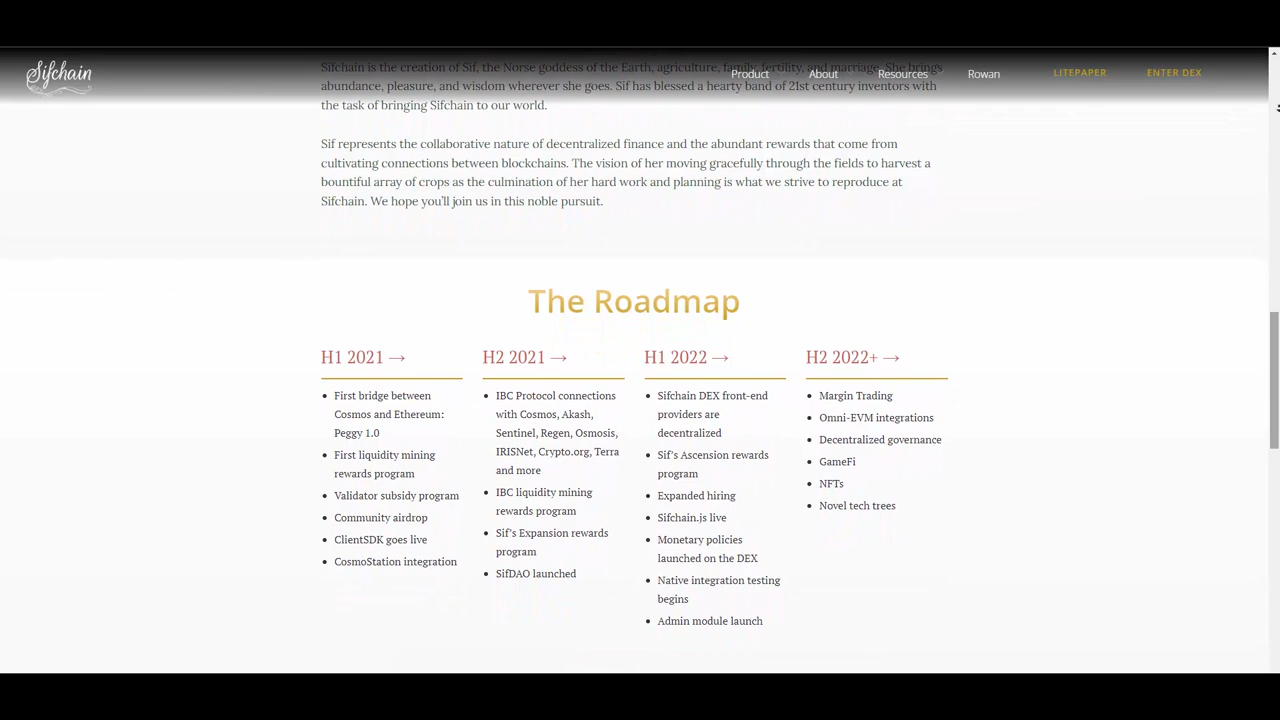 Sifchain
Product
About
Resources
Rowan
LITEPAPER
ENTER DEX
Sifchain is the creation of Sif, the Norse goddess of the Earth, agriculture, family, fertility, and marriage. She brings
abundance, pleasure, and wisdom wherever she goes. Sif has blessed a hearty band of 21st century inventors with
the task of bringing Sifchain to our world.
Sif represents the collaborative nature of decentralized finance and the abundant rewards that come from
cultivating connections between blockchains. The vision of her moving gracefully through the fields to harvest a
bountiful array of crops as the culmination of her hard work and planning is what we strive to reproduce at
Sifchain. We hope you'll join us in this noble pursuit.
The Roadmap
H1 2021 →
• First bridge between
Cosmos and Ethereum:
Peggy 1.0
• First liquidity mining
rewards program
• Validator subsidy program
• Community airdrop
• ClientSDK goes live
• CosmoStation integration
H2 2021 →
• IBC Protocol connections
with Cosmos, Akash,
Sentinel, Regen, Osmosis,
IRISNet, Crypto.org, Terra
and more
• IBC liquidity mining
rewards program
• Sif's Expansion rewards
program
• SifDAO launched
H1 2022 →
• Sifchain DEX front-end
providers are
decentralized
• Sif's Ascension rewards
program
• Expanded hiring
• Sifchain.js live
• Monetary policies
launched on the DEX
• Native integration testing
begins
• Admin module launch
H2 2022+ →
• Margin Trading
• Omni-EVM integrations
• Decentralized governance
• GameFi
• NFTs
• Novel tech trees